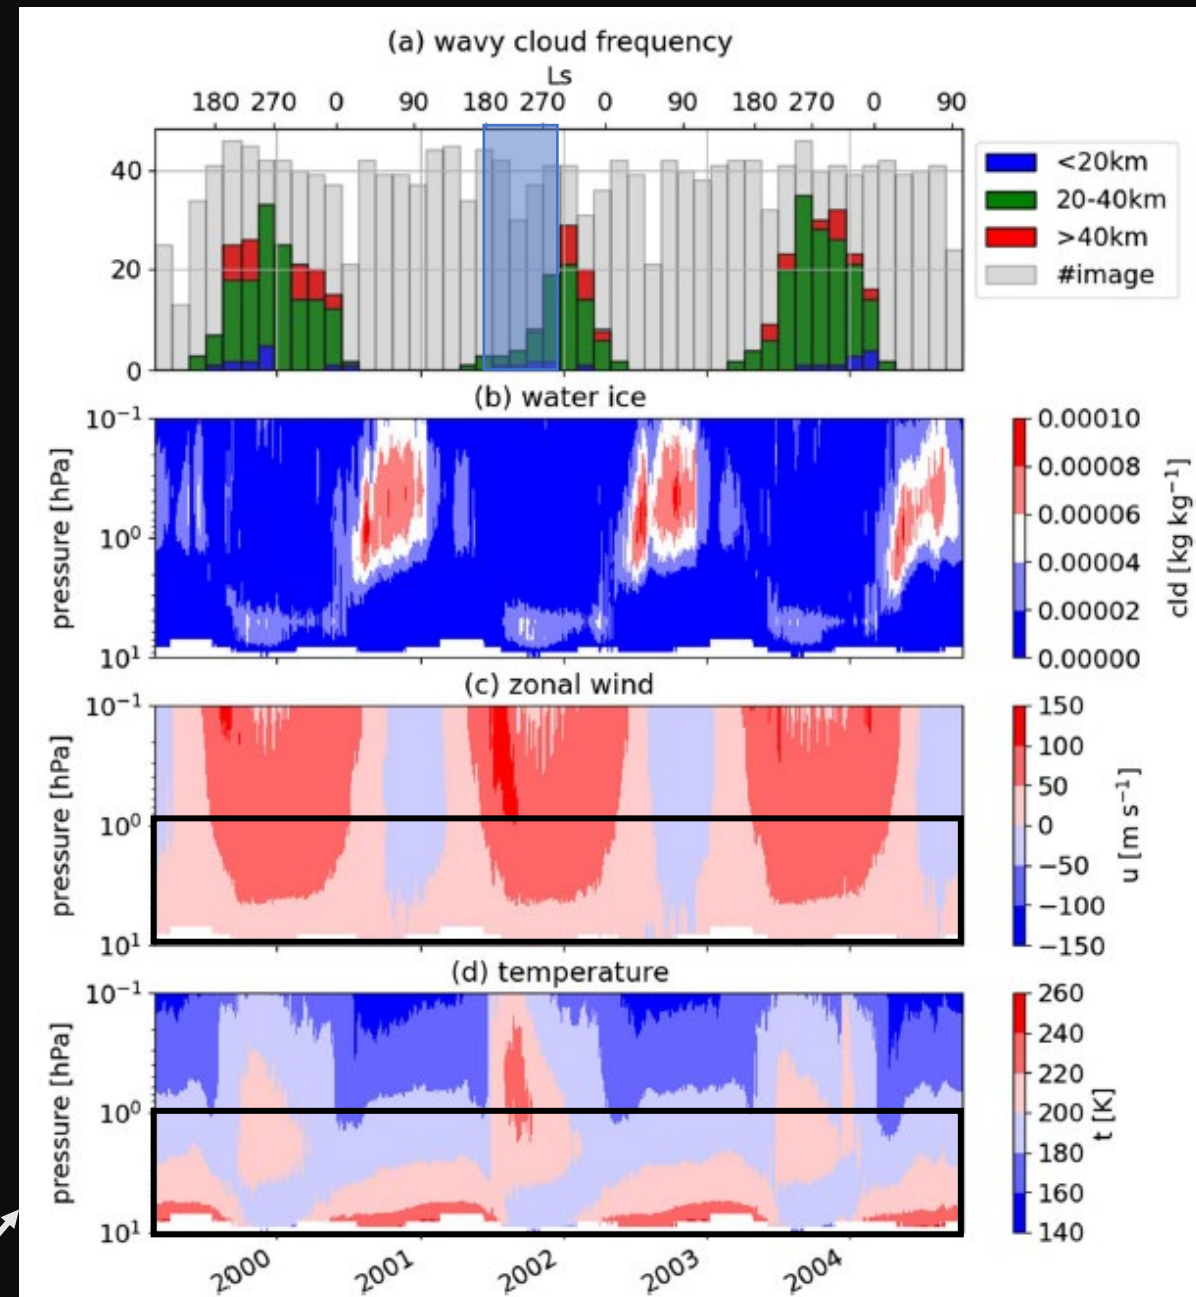 (a) wavy cloud frequency
Ls
180 270 0 90 180 270 0 90 180 270 0 90
40
20
0
<20km
20-40km
>40km
#image
(b) water ice
10⁻¹
10⁰
10¹
pressure [hPa]
0.00010
0.00008
0.00006
0.00004
0.00002
0.00000
cld [kg kg⁻¹]
(c) zonal wind
10⁻¹
10⁰
10¹
pressure [hPa]
150
100
50
0
−50
−100
−150
u [m s⁻¹]
(d) temperature
10⁻¹
10⁰
10¹
pressure [hPa]
260
240
220
200
180
160
140
t [K]
2000 2001 2002 2003 2004